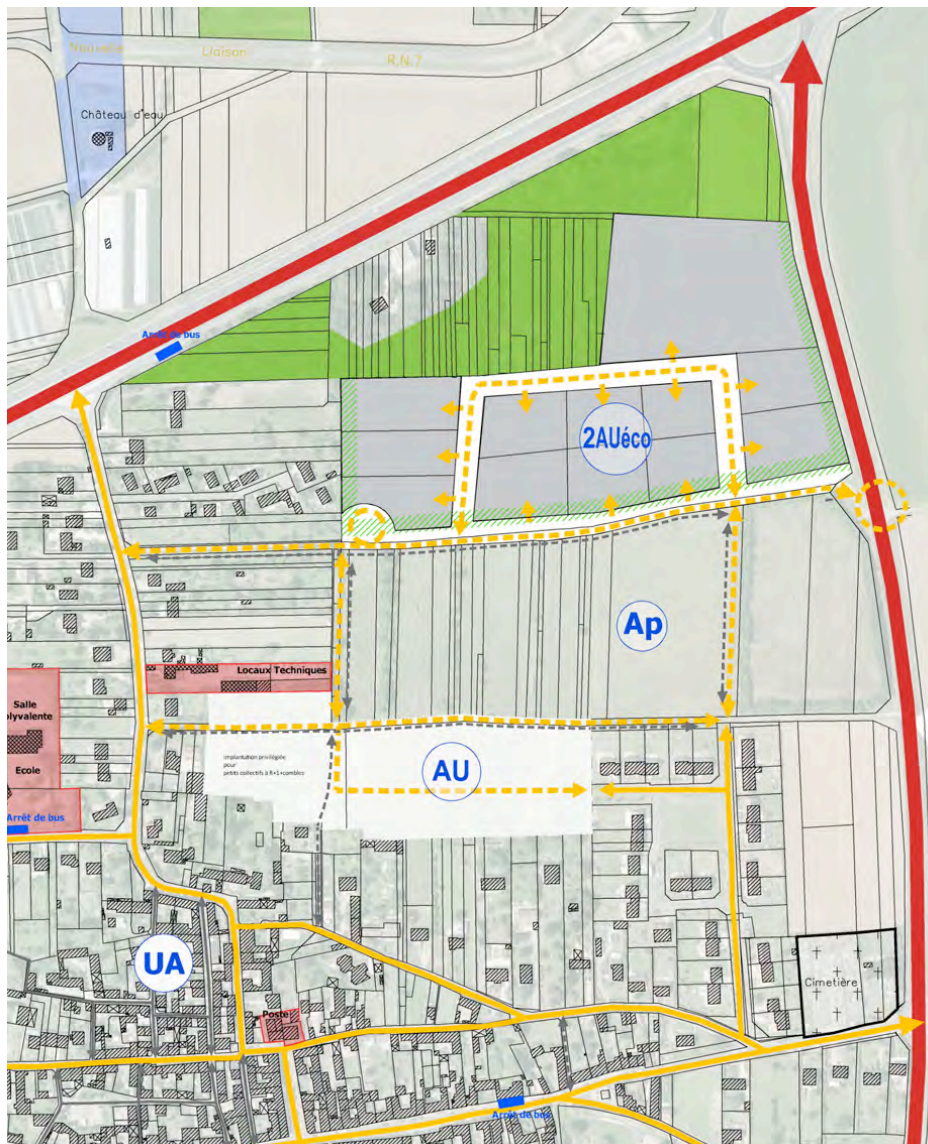 Nouvelle Liaison R.N.7
Château d'eau
Arrêt de bus
2AUéco
Ap
Locaux Techniques
Salle
olyvalente
Ecole
implantation privilégiée
pour
petits collectifs à R+1+combles
AU
Arrêt de bus
UA
Cimetière
Poste
Arrêt de bus